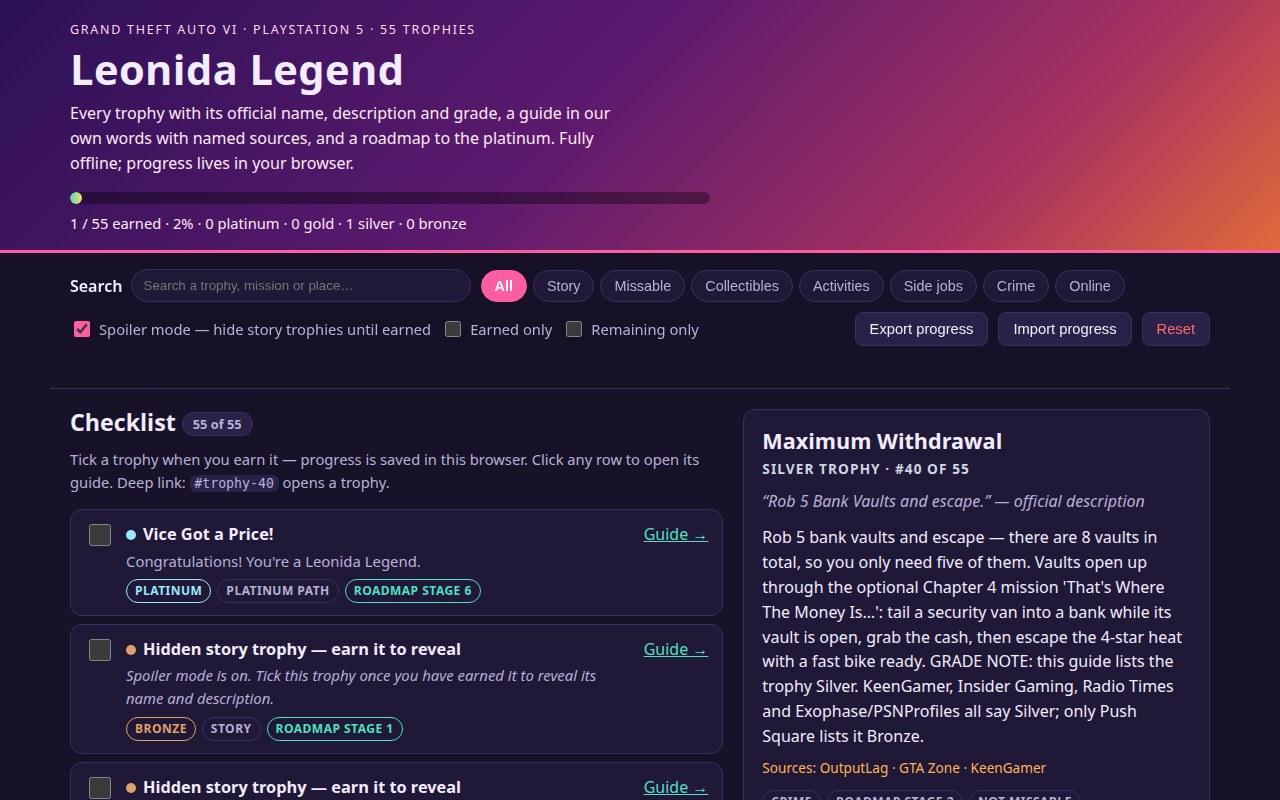 GRAND THEFT AUTO VI · PLAYSTATION 5 · 55 TROPHIES
Leonida Legend
Every trophy with its official name, description and grade, a guide in our
own words with named sources, and a roadmap to the platinum. Fully
offline; progress lives in your browser.
1 / 55 earned · 2% · 0 platinum · 0 gold · 1 silver · 0 bronze
Search
Search a trophy, mission or place…
All
Story
Missable
Collectibles
Activities
Side jobs
Crime
Online
Spoiler mode — hide story trophies until earned
Earned only
Remaining only
Export progress
Import progress
Reset
Checklist
55 of 55
Tick a trophy when you earn it — progress is saved in this browser. Click any row to open its
guide. Deep link: #trophy-40 opens a trophy.
Vice Got a Price!
Guide →
Congratulations! You're a Leonida Legend.
PLATINUM
PLATINUM PATH
ROADMAP STAGE 6
Hidden story trophy — earn it to reveal
Guide →
Spoiler mode is on. Tick this trophy once you have earned it to reveal its
name and description.
BRONZE
STORY
ROADMAP STAGE 1
Hidden story trophy — earn it to reveal
Guide →
Maximum Withdrawal
SILVER TROPHY · #40 OF 55
“Rob 5 Bank Vaults and escape.” — official description
Rob 5 bank vaults and escape — there are 8 vaults in
total, so you only need five of them. Vaults open up
through the optional Chapter 4 mission 'That's Where
The Money Is...': tail a security van into a bank while its
vault is open, grab the cash, then escape the 4-star heat
with a fast bike ready. GRADE NOTE: this guide lists the
trophy Silver. KeenGamer, Insider Gaming, Radio Times
and Exophase/PSNProfiles all say Silver; only Push
Square lists it Bronze.
Sources: OutputLag · GTA Zone · KeenGamer
CRIME
ROADMAP STAGE 2
NOT MISSABLE